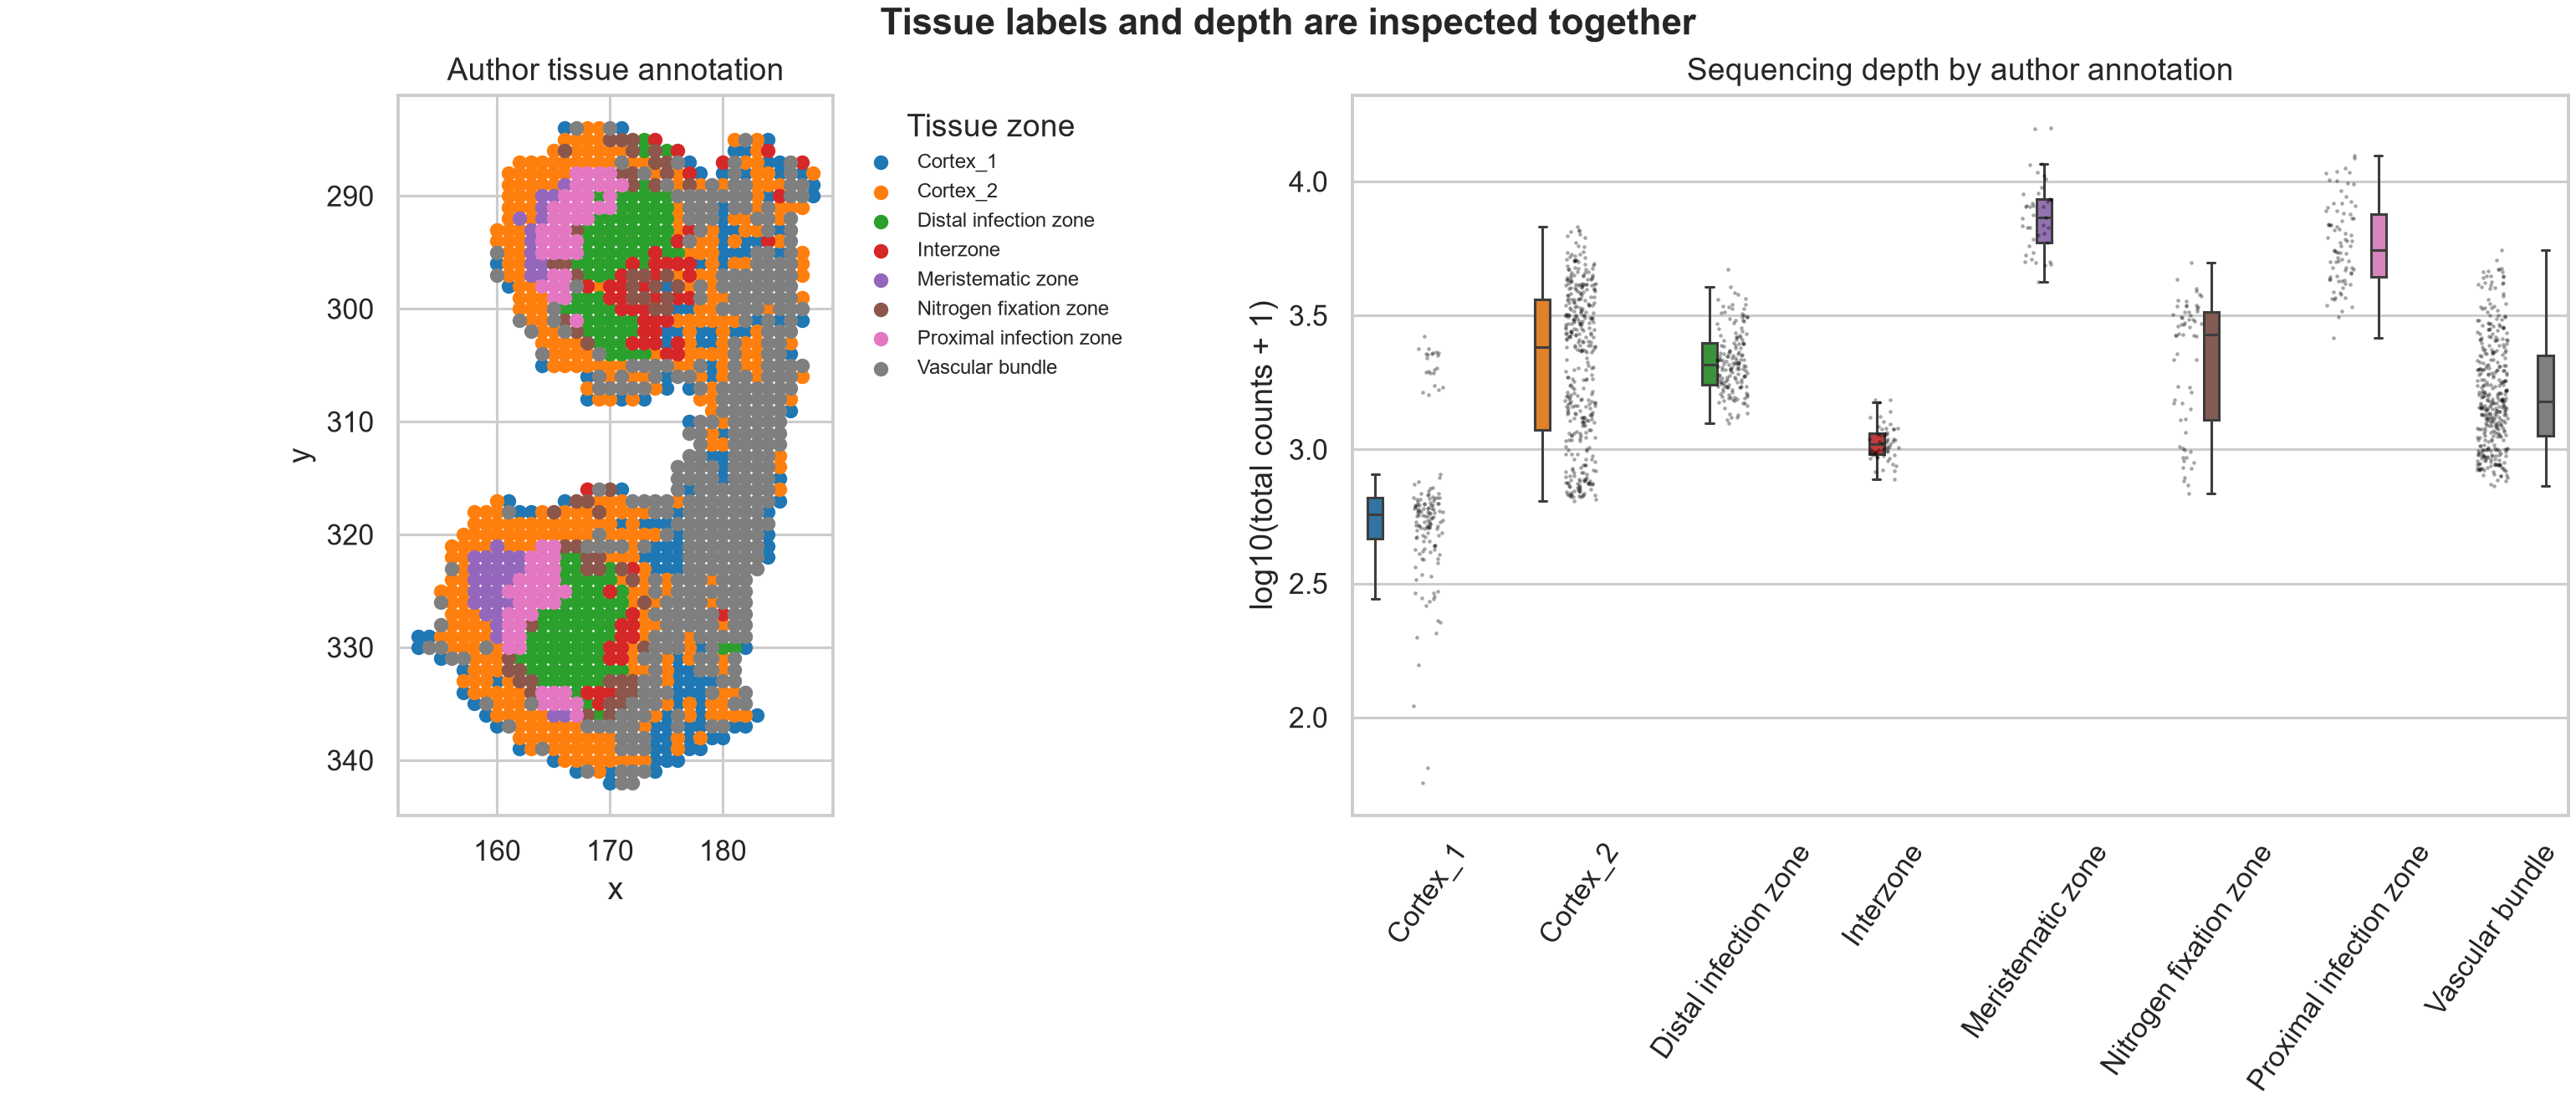 Tissue labels and depth are inspected together
Author tissue annotation
290
300
310
320
330
340
y
160
170
180
x
Tissue zone
Cortex_1
Cortex_2
Distal infection zone
Interzone
Meristematic zone
Nitrogen fixation zone
Proximal infection zone
Vascular bundle
Sequencing depth by author annotation
log10(total counts + 1)
4.0
3.5
3.0
2.5
2.0
Cortex_1
Cortex_2
Distal infection zone
Interzone
Meristematic zone
Nitrogen fixation zone
Proximal infection zone
Vascular bundle